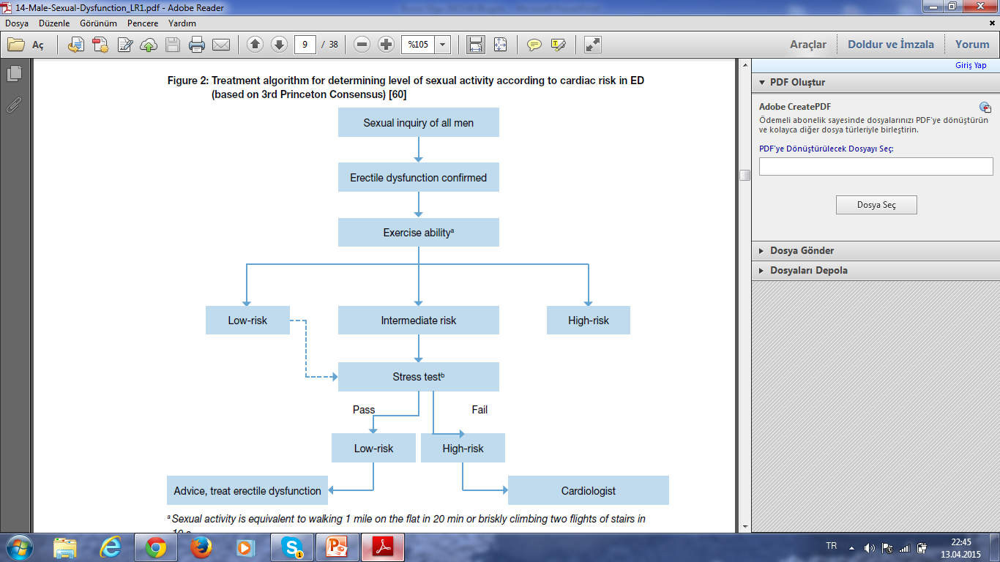 14-Male-Sexual-Dysfunction_LR1.pdf - Adobe Reader
Dosya Düzenle Görünüm Pencere Yardım
Aç
9 / 38
%105
Araçlar
Doldur ve İmzala
Yorum
Giriş Yap
Figure 2: Treatment algorithm for determining level of sexual activity according to cardiac risk in ED
(based on 3rd Princeton Consensus) [60]
Sexual inquiry of all men
Erectile dysfunction confirmed
Exercise abilityᵃ
Low-risk
Intermediate risk
High-risk
Stress testᵇ
Pass
Fail
Low-risk
High-risk
Advice, treat erectile dysfunction
Cardiologist
ᵃ Sexual activity is equivalent to walking 1 mile on the flat in 20 min or briskly climbing two flights of stairs in
PDF Oluştur
Adobe CreatePDF
Ödemeli abonelik sayesinde dosyalarınızı PDF'ye dönüştürün
ve kolayca diğer dosya türleriyle birleştirin.
PDF'ye Dönüştürülecek Dosyayı Seç:
Dosya Seç
Dosya Gönder
Dosyaları Depola
TR
22:45
13.04.2015